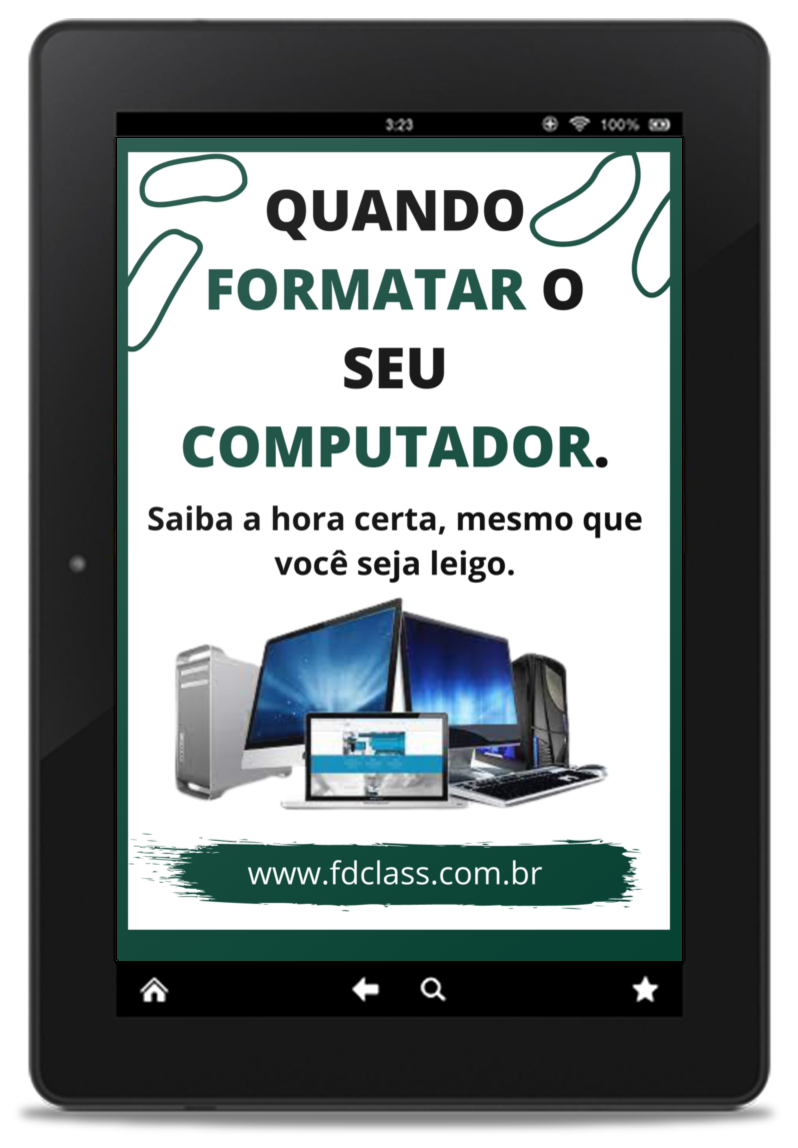 3:23 100%
QUANDO
FORMATAR O
SEU
COMPUTADOR.
Saiba a hora certa, mesmo que
você seja leigo.
www.fdclass.com.br